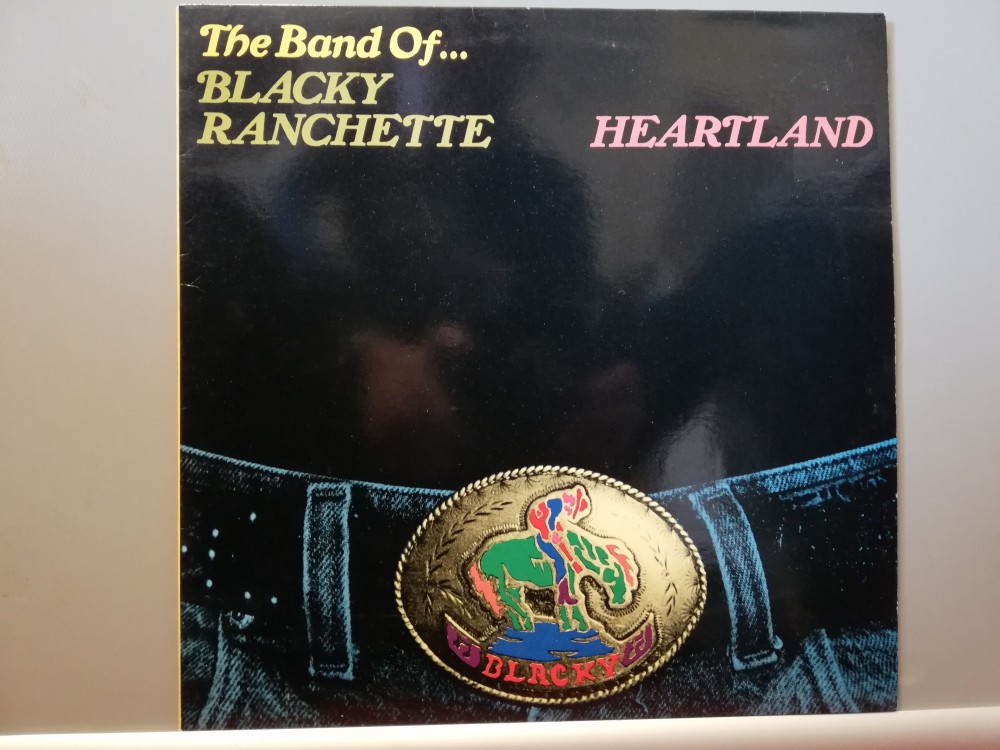 The Band Of...
BLACKY
RANCHETTE
HEARTLAND
BLACKY